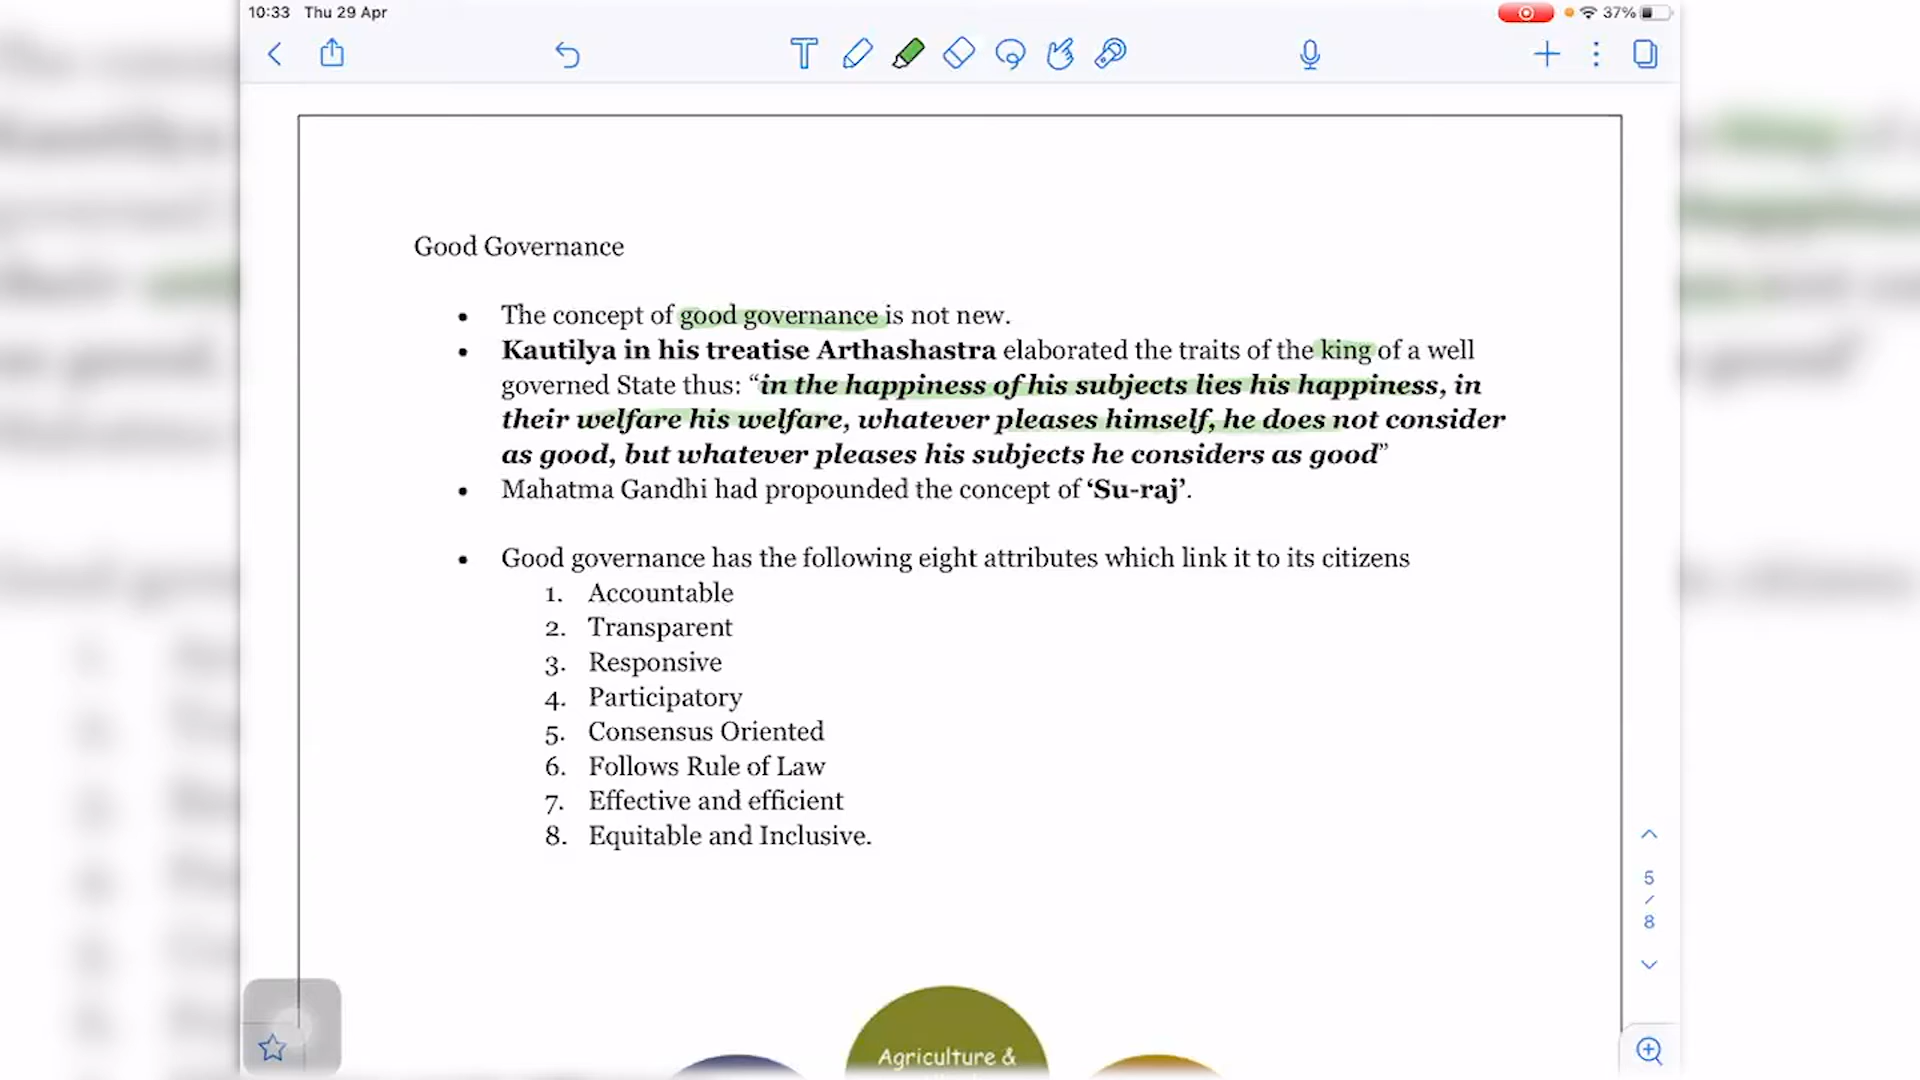 10:33 Thu 29 Apr
37%
Good Governance
• The concept of good governance is not new.
• Kautilya in his treatise Arthashastra elaborated the traits of the king of a well
governed State thus: “in the happiness of his subjects lies his happiness, in
their welfare his welfare, whatever pleases himself, he does not consider
as good, but whatever pleases his subjects he considers as good”
• Mahatma Gandhi had propounded the concept of ‘Su-raj’.
• Good governance has the following eight attributes which link it to its citizens
1. Accountable
2. Transparent
3. Responsive
4. Participatory
5. Consensus Oriented
6. Follows Rule of Law
7. Effective and efficient
8. Equitable and Inclusive.
5
/
8
Agriculture &